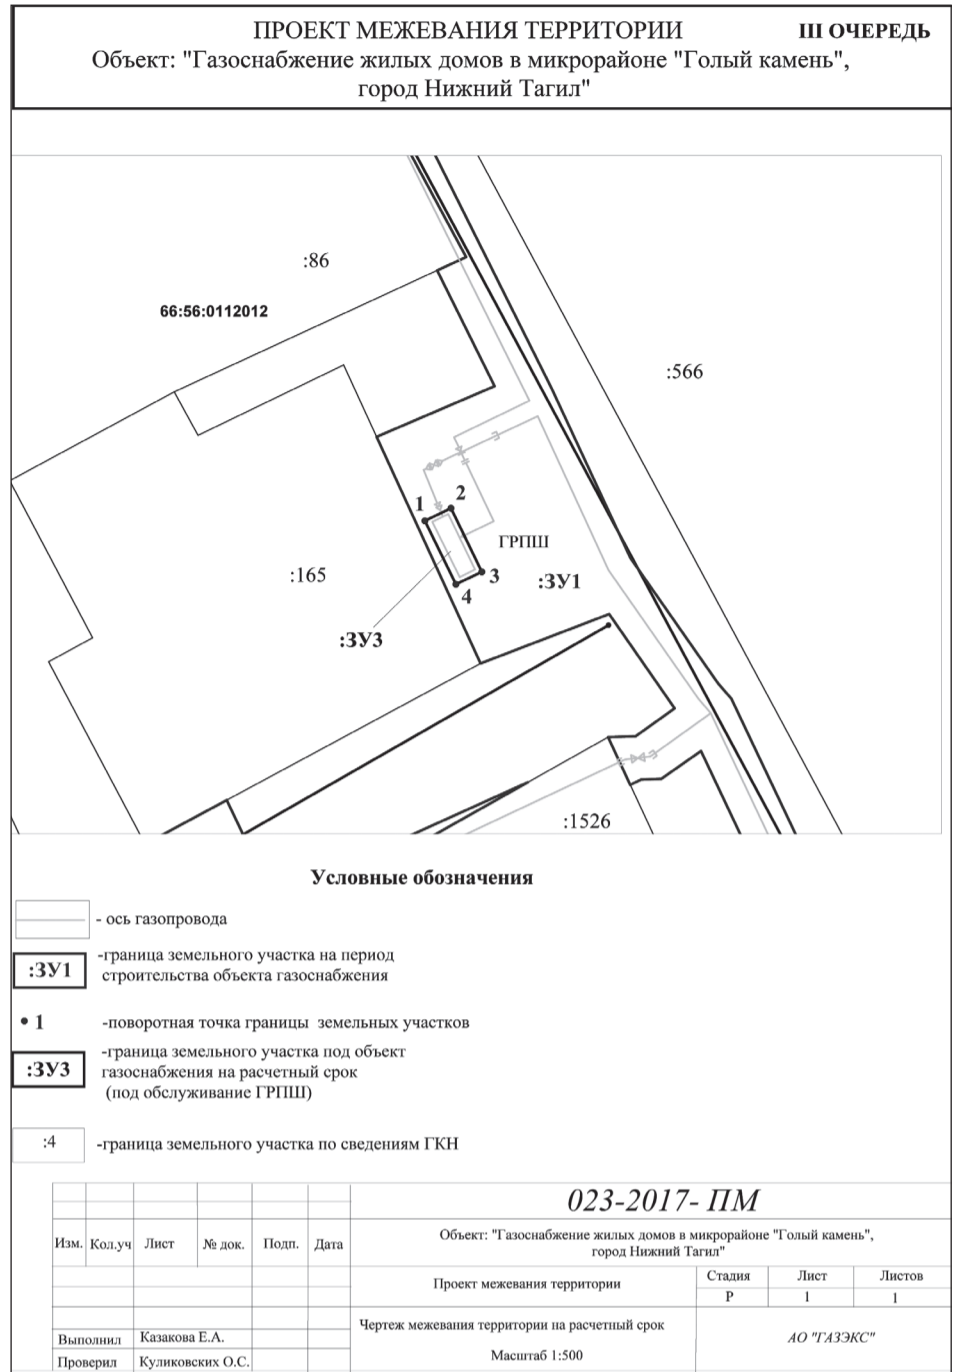 ПРОЕКТ МЕЖЕВАНИЯ ТЕРРИТОРИИ III ОЧЕРЕДЬ
Объект: "Газоснабжение жилых домов в микрорайоне "Голый камень",
город Нижний Тагил"
:86
66:56:0112012
:566
1 2
ГРПШ
:165
3
:ЗУ1
4
:ЗУ3
:1526
Условные обозначения
- ось газопровода
:ЗУ1
-граница земельного участка на период
строительства объекта газоснабжения
• 1 -поворотная точка границы земельных участков
:ЗУ3
-граница земельного участка под объект
газоснабжения на расчетный срок
(под обслуживание ГРПШ)
:4 -граница земельного участка по сведениям ГКН
023-2017- ПМ
Изм. Кол.уч Лист № док. Подп. Дата
Объект: "Газоснабжение жилых домов в микрорайоне "Голый камень",
город Нижний Тагил"
Проект межевания территории
Стадия Лист Листов
Р 1 1
Чертеж межевания территории на расчетный срок
Масштаб 1:500
АО "ГАЗЭКС"
Выполнил Казакова Е.А.
Проверил Куликовских О.С.